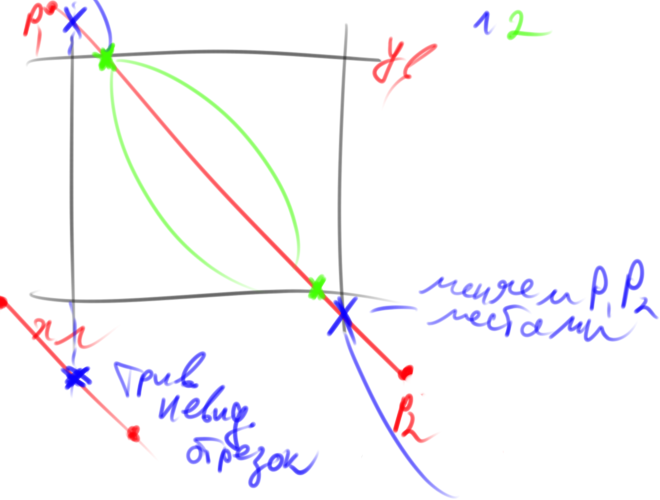 P₁
1 2
меняем P₁ P₂
местами
трив
невид.
отрезок
P₂